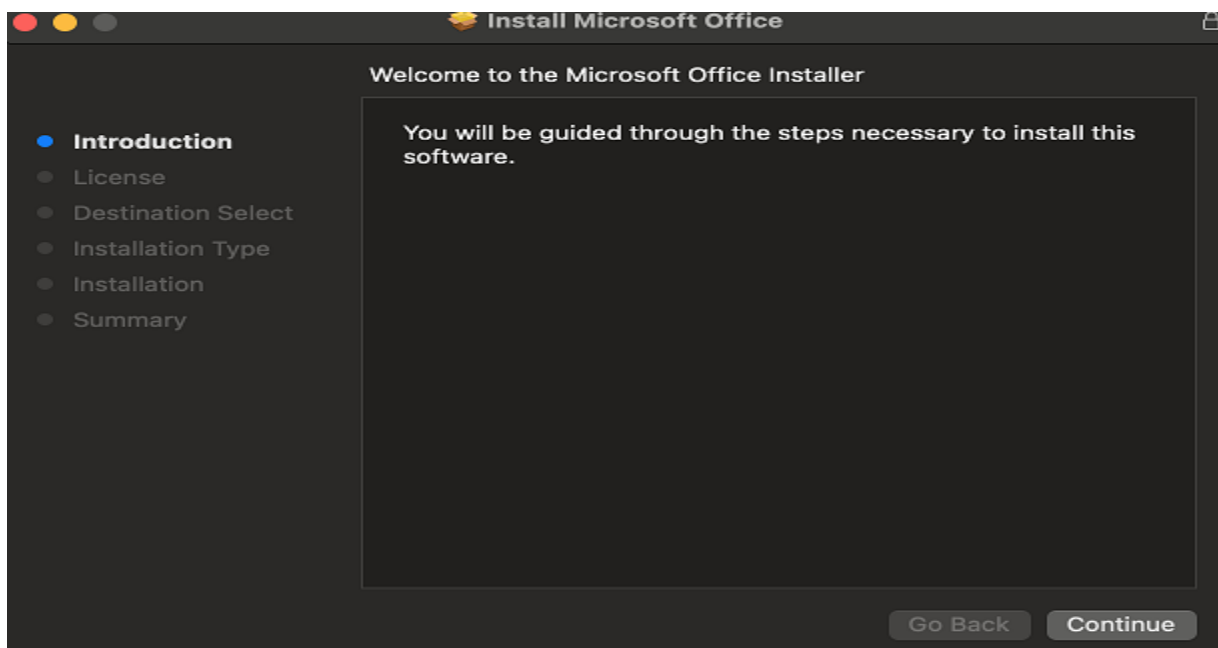 Install Microsoft Office
Welcome to the Microsoft Office Installer
Introduction
License
Destination Select
Installation Type
Installation
Summary
You will be guided through the steps necessary to install this
software.
Go Back
Continue